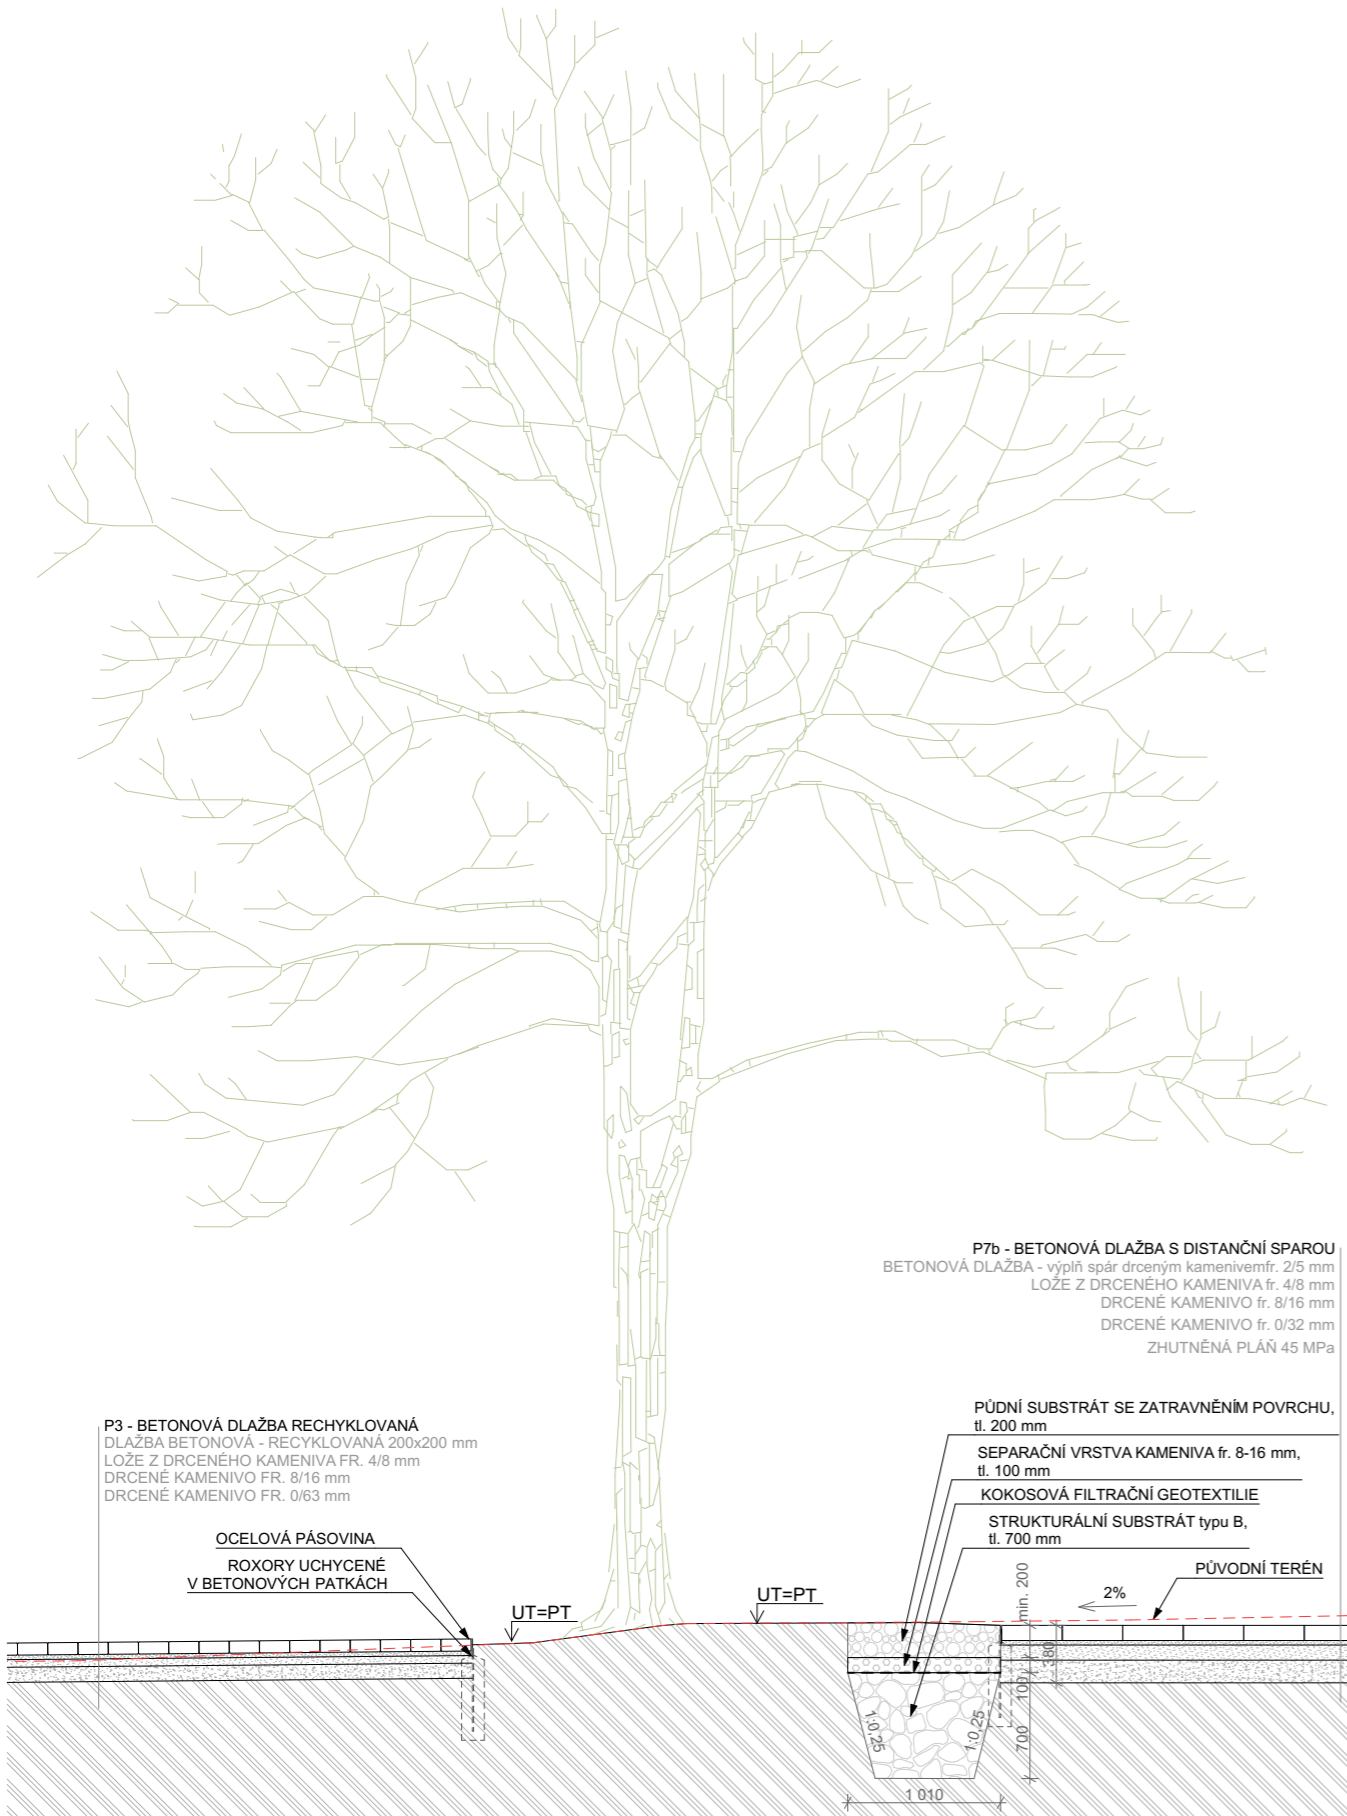 P7b - BETONOVÁ DLAŽBA S DISTANČNÍ SPAROU
BETONOVÁ DLAŽBA - výplň spár drceným kamenivemfr. 2/5 mm
LOŽE Z DRCENÉHO KAMENIVA fr. 4/8 mm
DRCENÉ KAMENIVO fr. 8/16 mm
DRCENÉ KAMENIVO fr. 0/32 mm
ZHUTNĚNÁ PLÁŇ 45 MPa
P3 - BETONOVÁ DLAŽBA RECHYKLOVANÁ
DLAŽBA BETONOVÁ - RECYKLOVANÁ 200x200 mm
LOŽE Z DRCENÉHO KAMENIVA FR. 4/8 mm
DRCENÉ KAMENIVO FR. 8/16 mm
DRCENÉ KAMENIVO FR. 0/63 mm
PŮDNÍ SUBSTRÁT SE ZATRAVNĚNÍM POVRCHU,
tl. 200 mm
SEPARAČNÍ VRSTVA KAMENIVA fr. 8-16 mm,
tl. 100 mm
KOKOSOVÁ FILTRAČNÍ GEOTEXTILIE
STRUKTURÁLNÍ SUBSTRÁT typu B,
tl. 700 mm
OCELOVÁ PÁSOVINA
ROXORY UCHYCENÉ
V BETONOVÝCH PATKÁCH
PŮVODNÍ TERÉN
UT=PT
UT=PT
2%
min. 200
380
100
700
1:0,25
1:0,25
1 010